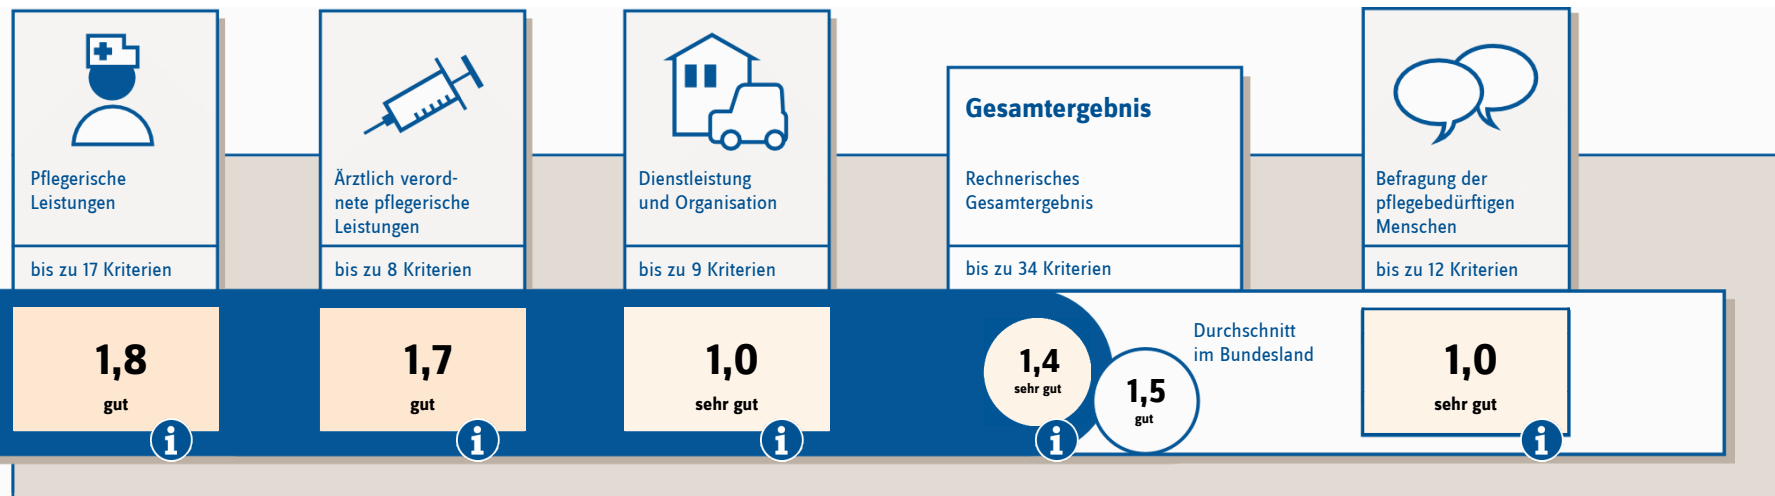 Pflegerische
Leistungen
bis zu 17 Kriterien
1,8
gut
i
Ärztlich verord-
nete pflegerische
Leistungen
bis zu 8 Kriterien
1,7
gut
i
Dienstleistung
und Organisation
bis zu 9 Kriterien
1,0
sehr gut
i
Gesamtergebnis
Rechnerisches
Gesamtergebnis
bis zu 34 Kriterien
1,4
sehr gut
i
1,5
gut
Durchschnitt
im Bundesland
Befragung der
pflegebedürftigen
Menschen
bis zu 12 Kriterien
1,0
sehr gut
i